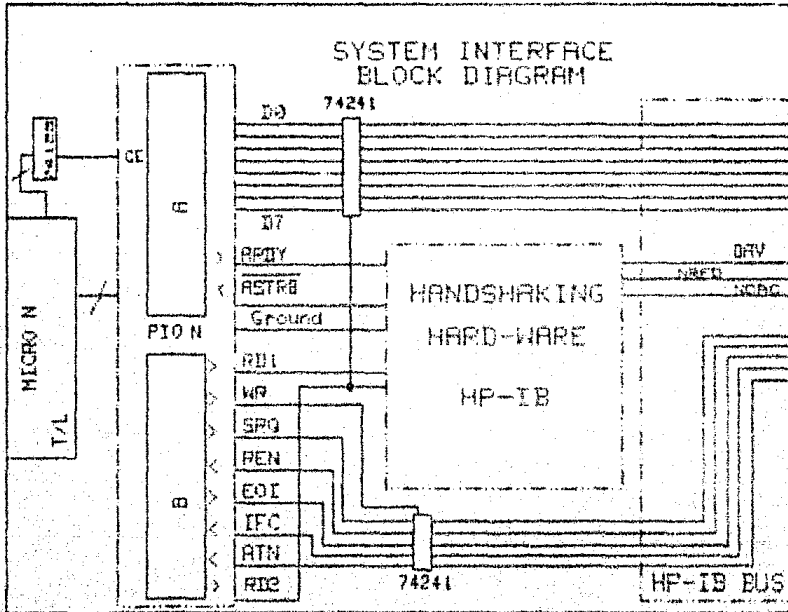 SYSTEM INTERFACE
BLOCK DIAGRAM
D0
74241
CE
A
D7
ARDY
ASTRB
Ground
PIO N
MICRO N
T/L
HANDSHAKING
HARD-WARE
HP-IB
DAV
NRFD
NDAC
RD1
WR
SRQ
REN
EOI
IFC
ATN
RD2
B
74241
HP-IB BUS